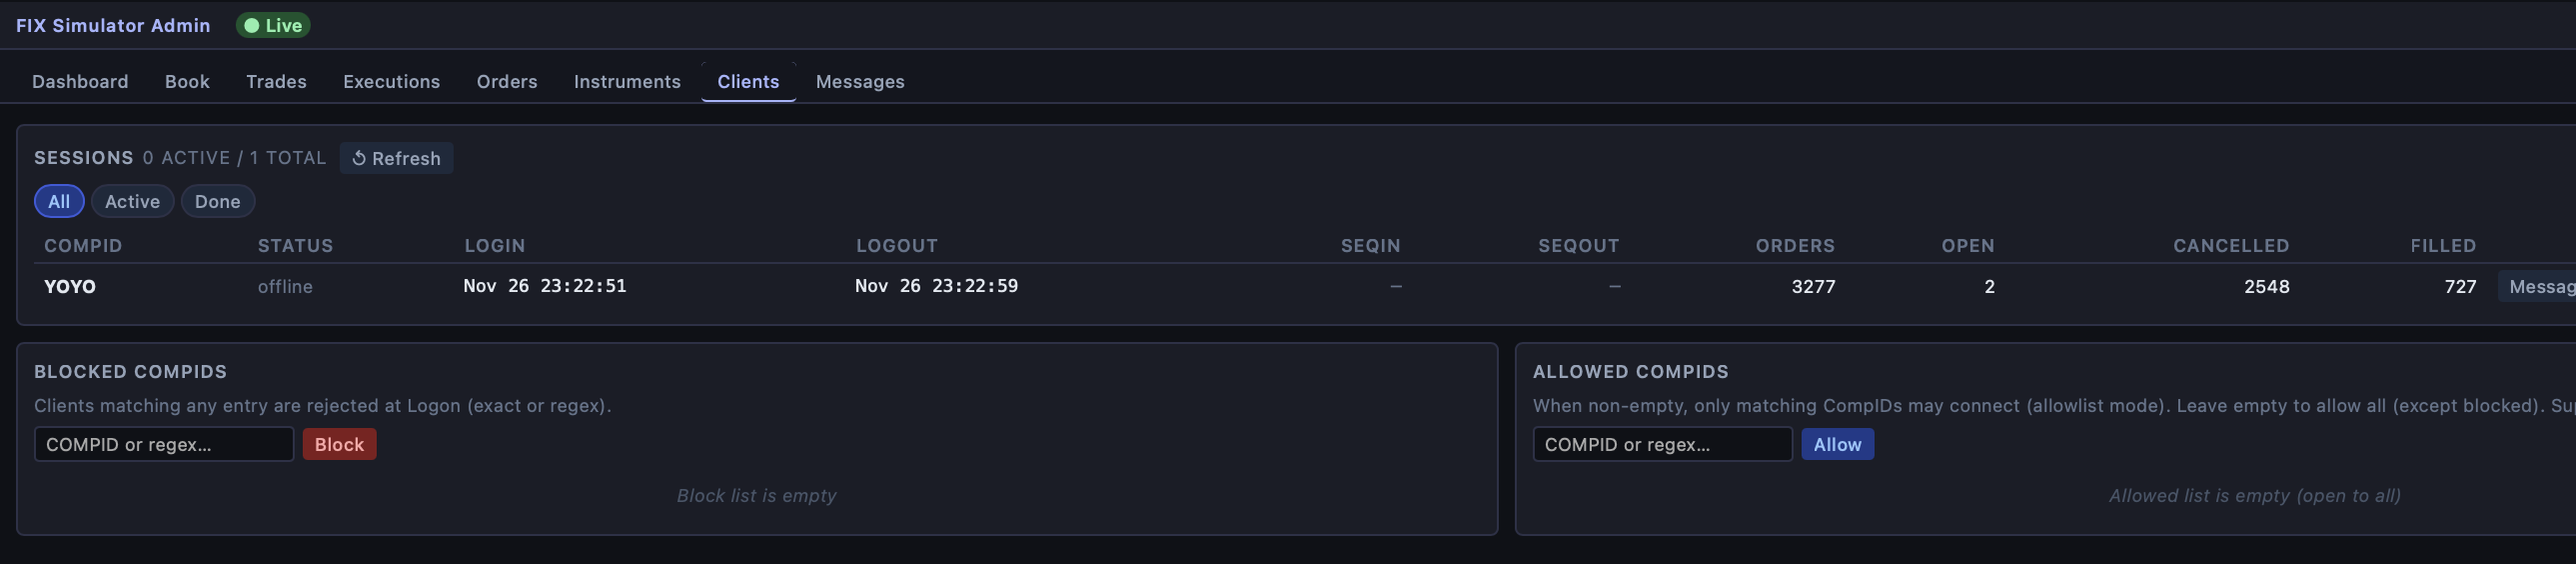 FIX Simulator Admin Live
Dashboard Book Trades Executions Orders Instruments Clients Messages
SESSIONS 0 ACTIVE / 1 TOTAL Refresh
All Active Done
COMPID STATUS LOGIN LOGOUT SEQIN SEQOUT ORDERS OPEN CANCELLED FILLED
YOYO offline Nov 26 23:22:51 Nov 26 23:22:59 — — 3277 2 2548 727 Messag
BLOCKED COMPIDS
Clients matching any entry are rejected at Logon (exact or regex).
COMPID or regex... Block
Block list is empty
ALLOWED COMPIDS
When non-empty, only matching CompIDs may connect (allowlist mode). Leave empty to allow all (except blocked). Su
COMPID or regex... Allow
Allowed list is empty (open to all)